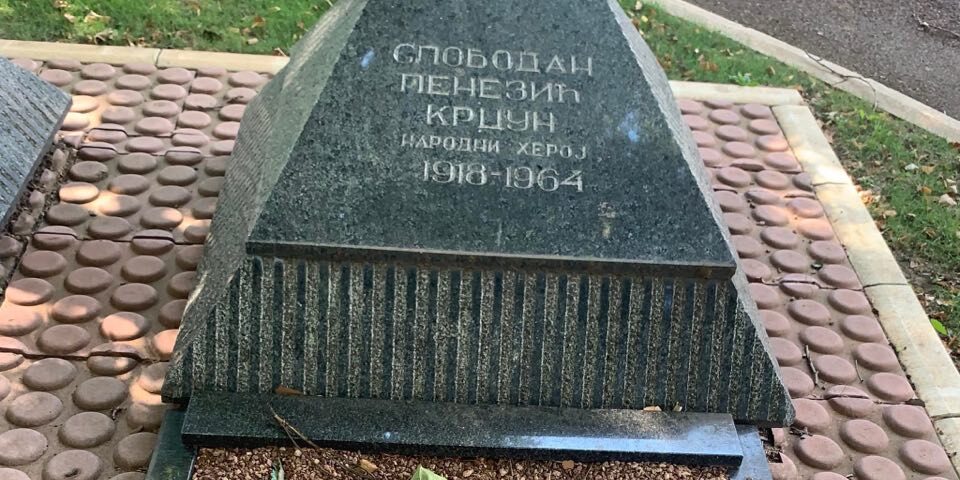 СЛОБОДАН
ПЕНЕЗИЋ
КРЦУН
НАРОДНИ ХЕРОЈ
1918-1964